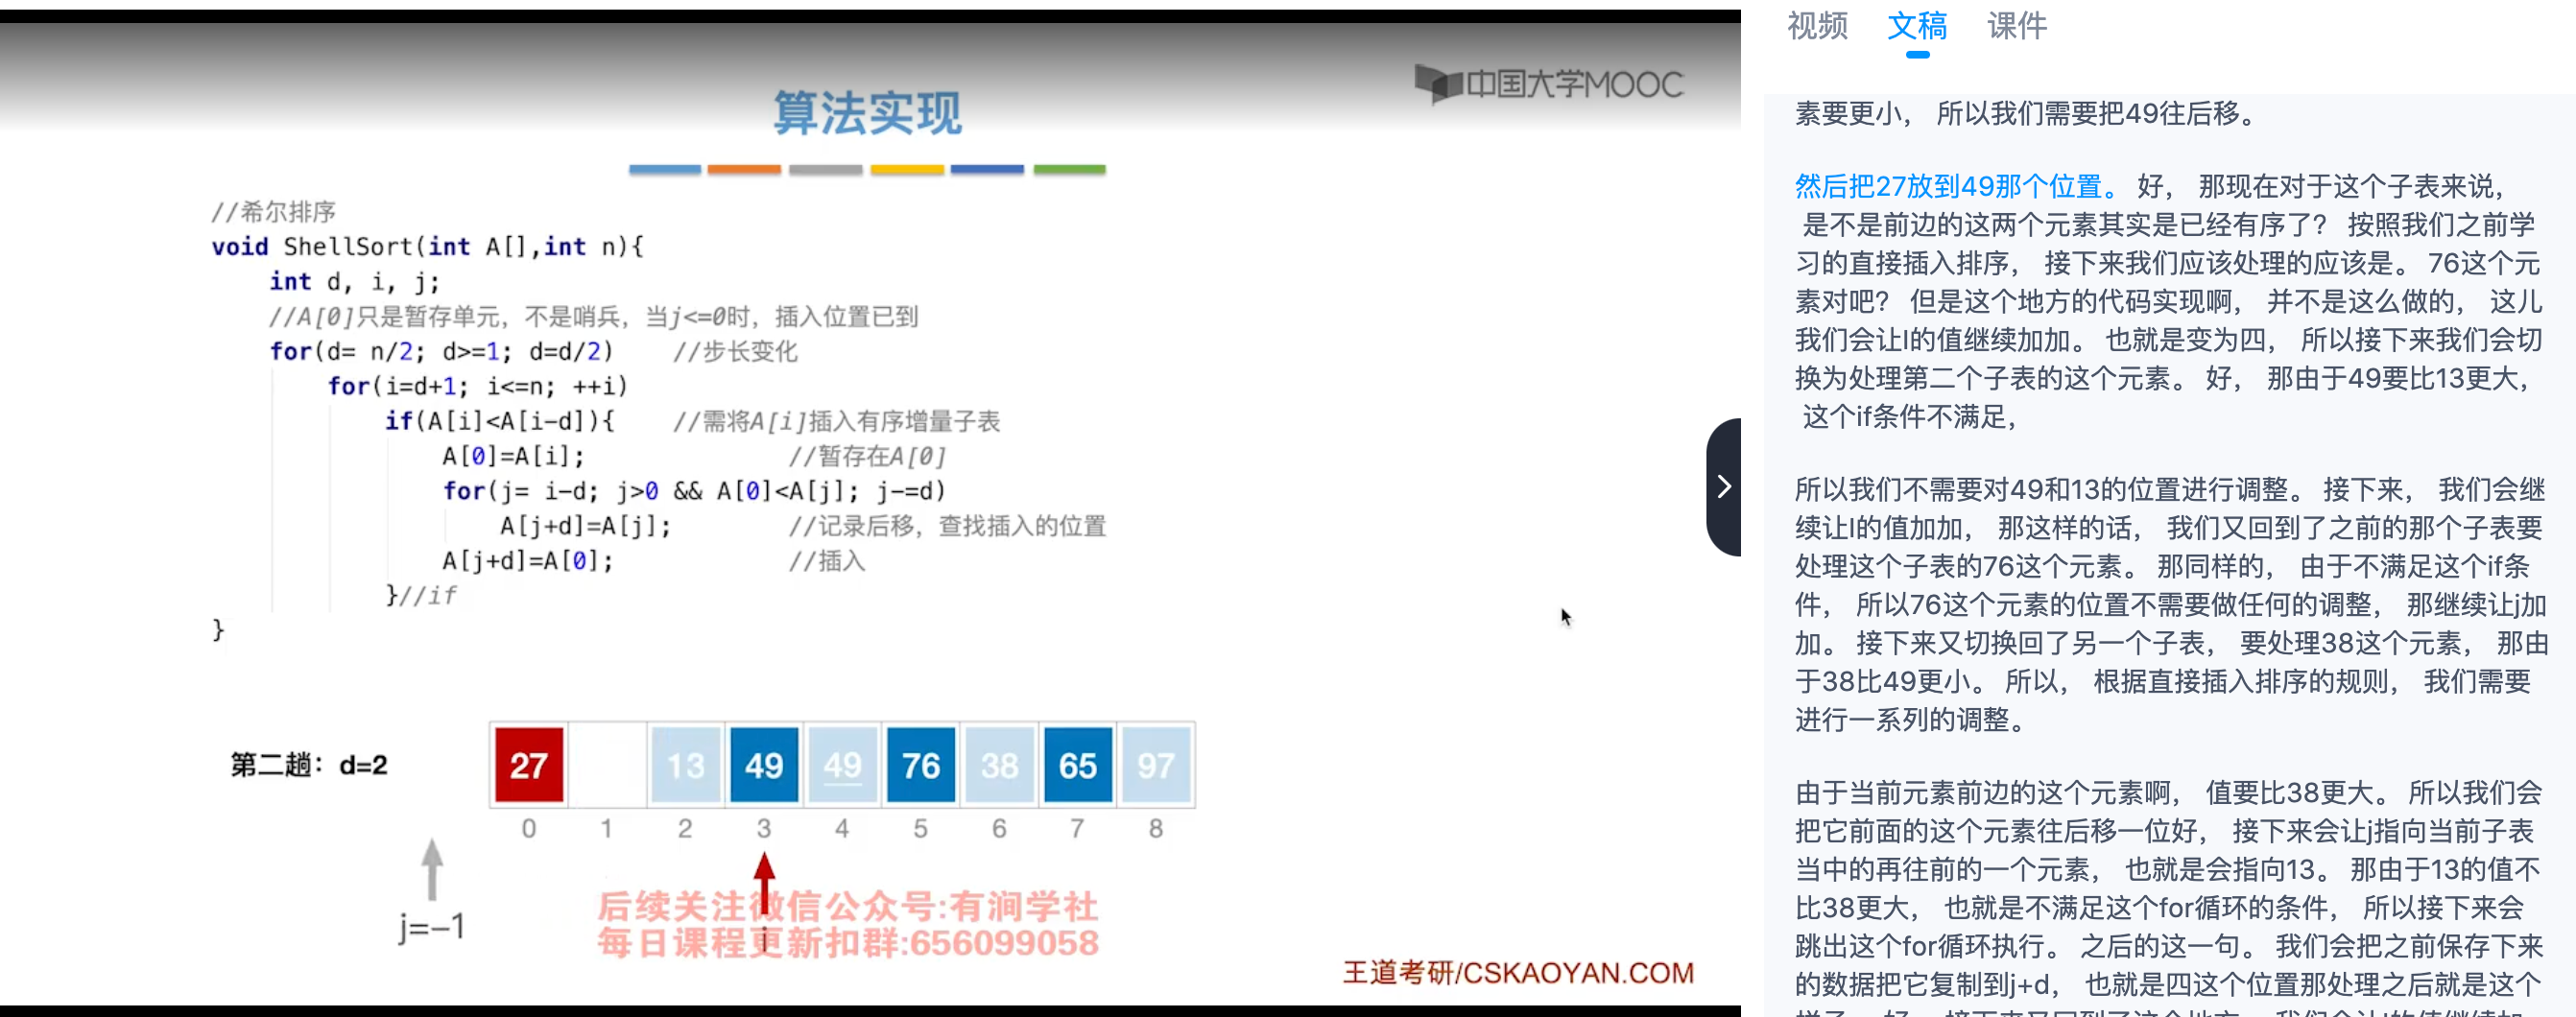 中国大学MOOC
算法实现
//希尔排序
void ShellSort(int A[],int n){
int d, i, j;
//A[0]只是暂存单元，不是哨兵，当j<=0时，插入位置已到
for(d= n/2; d>=1; d=d/2) //步长变化
for(i=d+1; i<=n; ++i)
if(A[i]<A[i-d]){ //需将A[i]插入有序增量子表
A[0]=A[i]; //暂存在A[0]
for(j= i-d; j>0 && A[0]<A[j]; j-=d)
A[j+d]=A[j]; //记录后移，查找插入的位置
A[j+d]=A[0]; //插入
}//if
}
第二趟：d=2 27 13 49 49 76 38 65 97
0 1 2 3 4 5 6 7 8
j=-1
i
后续关注微信公众号:有涧学社
每日课程更新扣群:656099058
王道考研/CSKAOYAN.COM
视频 文稿 课件
素要更小， 所以我们需要把49往后移。
然后把27放到49那个位置。 好， 那现在对于这个子表来说，
是不是前边的这两个元素其实是已经有序了？ 按照我们之前学
习的直接插入排序， 接下来我们应该处理的应该是。 76这个元
素对吧？ 但是这个地方的代码实现啊， 并不是这么做的， 这儿
我们会让I的值继续加加。 也就是变为四， 所以接下来我们会切
换为处理第二个子表的这个元素。 好， 那由于49要比13更大，
这个if条件不满足，
所以我们不需要对49和13的位置进行调整。 接下来， 我们会继
续让I的值加加， 那这样的话， 我们又回到了之前的那个子表要
处理这个子表的76这个元素。 那同样的， 由于不满足这个if条
件， 所以76这个元素的位置不需要做任何的调整， 那继续让j加
加。 接下来又切换回了另一个子表， 要处理38这个元素， 那由
于38比49更小。 所以， 根据直接插入排序的规则， 我们需要
进行一系列的调整。
由于当前元素前边的这个元素啊， 值要比38更大。 所以我们会
把它前面的这个元素往后移一位好， 接下来会让j指向当前子表
当中的再往前的一个元素， 也就是会指向13。 那由于13的值不
比38更大， 也就是不满足这个for循环的条件， 所以接下来会
跳出这个for循环执行。 之后的这一句。 我们会把之前保存下来
的数据把它复制到j+d， 也就是四这个位置那处理之后就是这个